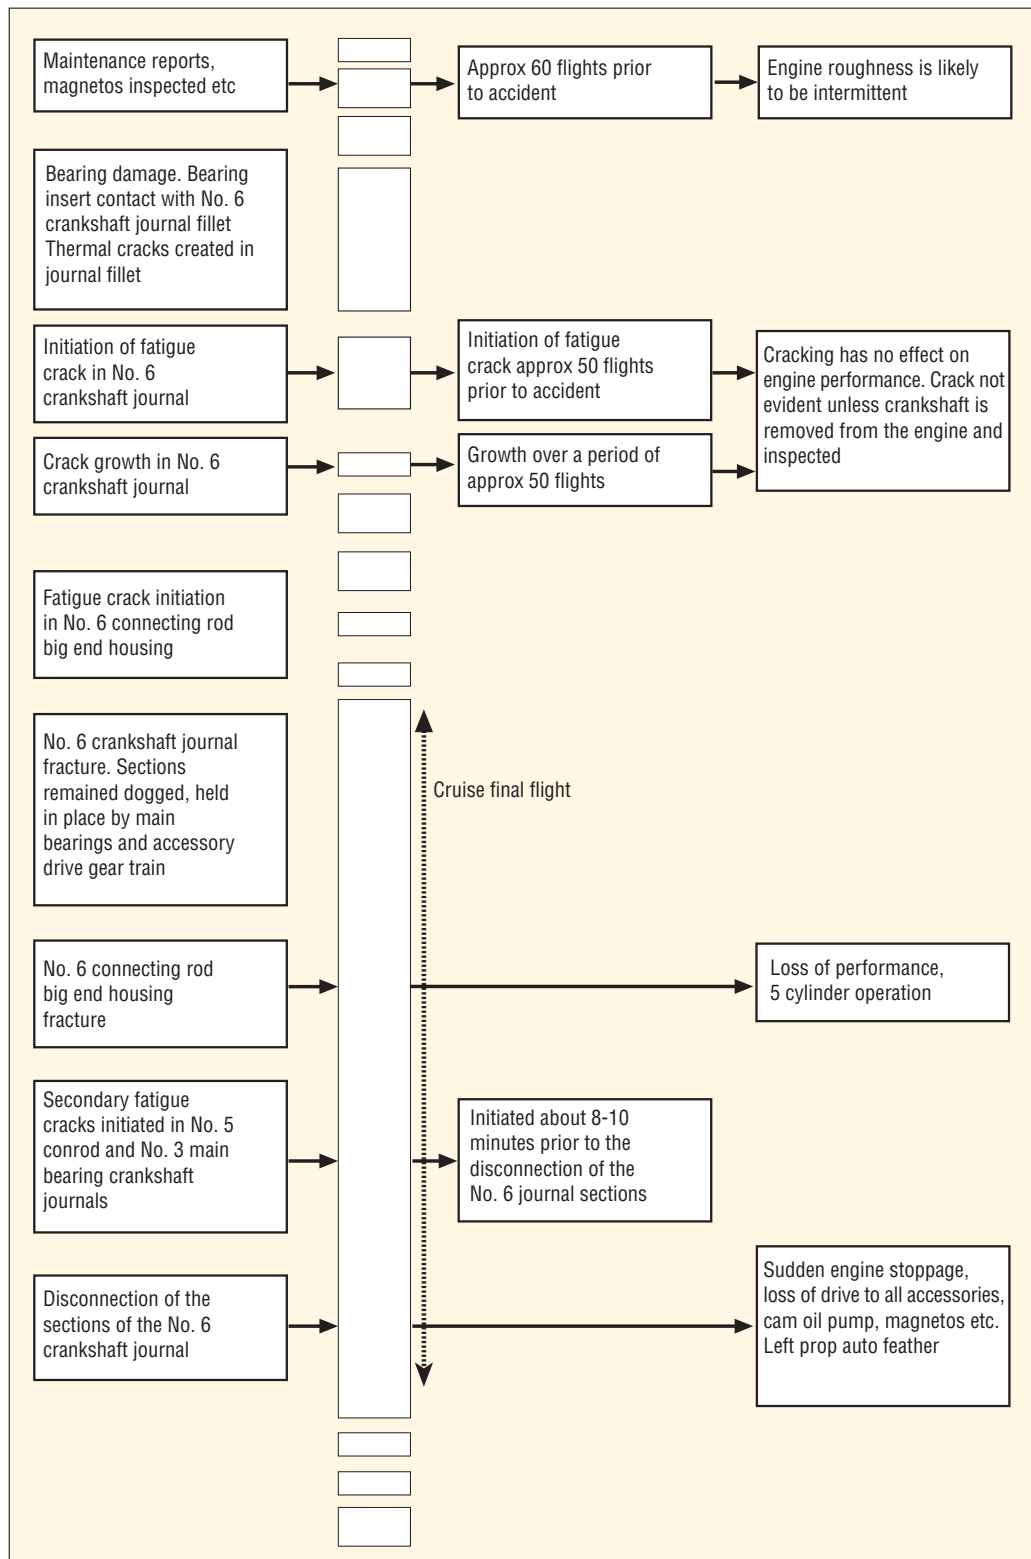 Maintenance reports,
magnetos inspected etc
Approx 60 flights prior
to accident
Engine roughness is likely
to be intermittent
Bearing damage. Bearing
insert contact with No. 6
crankshaft journal fillet
Thermal cracks created in
journal fillet
Initiation of fatigue
crack in No. 6
crankshaft journal
Initiation of fatigue
crack approx 50 flights
prior to accident
Cracking has no effect on
engine performance. Crack not
evident unless crankshaft is
removed from the engine and
inspected
Crack growth in No. 6
crankshaft journal
Growth over a period of
approx 50 flights
Fatigue crack initiation
in No. 6 connecting rod
big end housing
No. 6 crankshaft journal
fracture. Sections
remained dogged, held
in place by main
bearings and accessory
drive gear train
Cruise final flight
No. 6 connecting rod
big end housing
fracture
Loss of performance,
5 cylinder operation
Secondary fatigue
cracks initiated in No. 5
conrod and No. 3 main
bearing crankshaft
journals
Initiated about 8-10
minutes prior to the
disconnection of the
No. 6 journal sections
Disconnection of the
sections of the No. 6
crankshaft journal
Sudden engine stoppage,
loss of drive to all accessories,
cam oil pump, magnetos etc.
Left prop auto feather